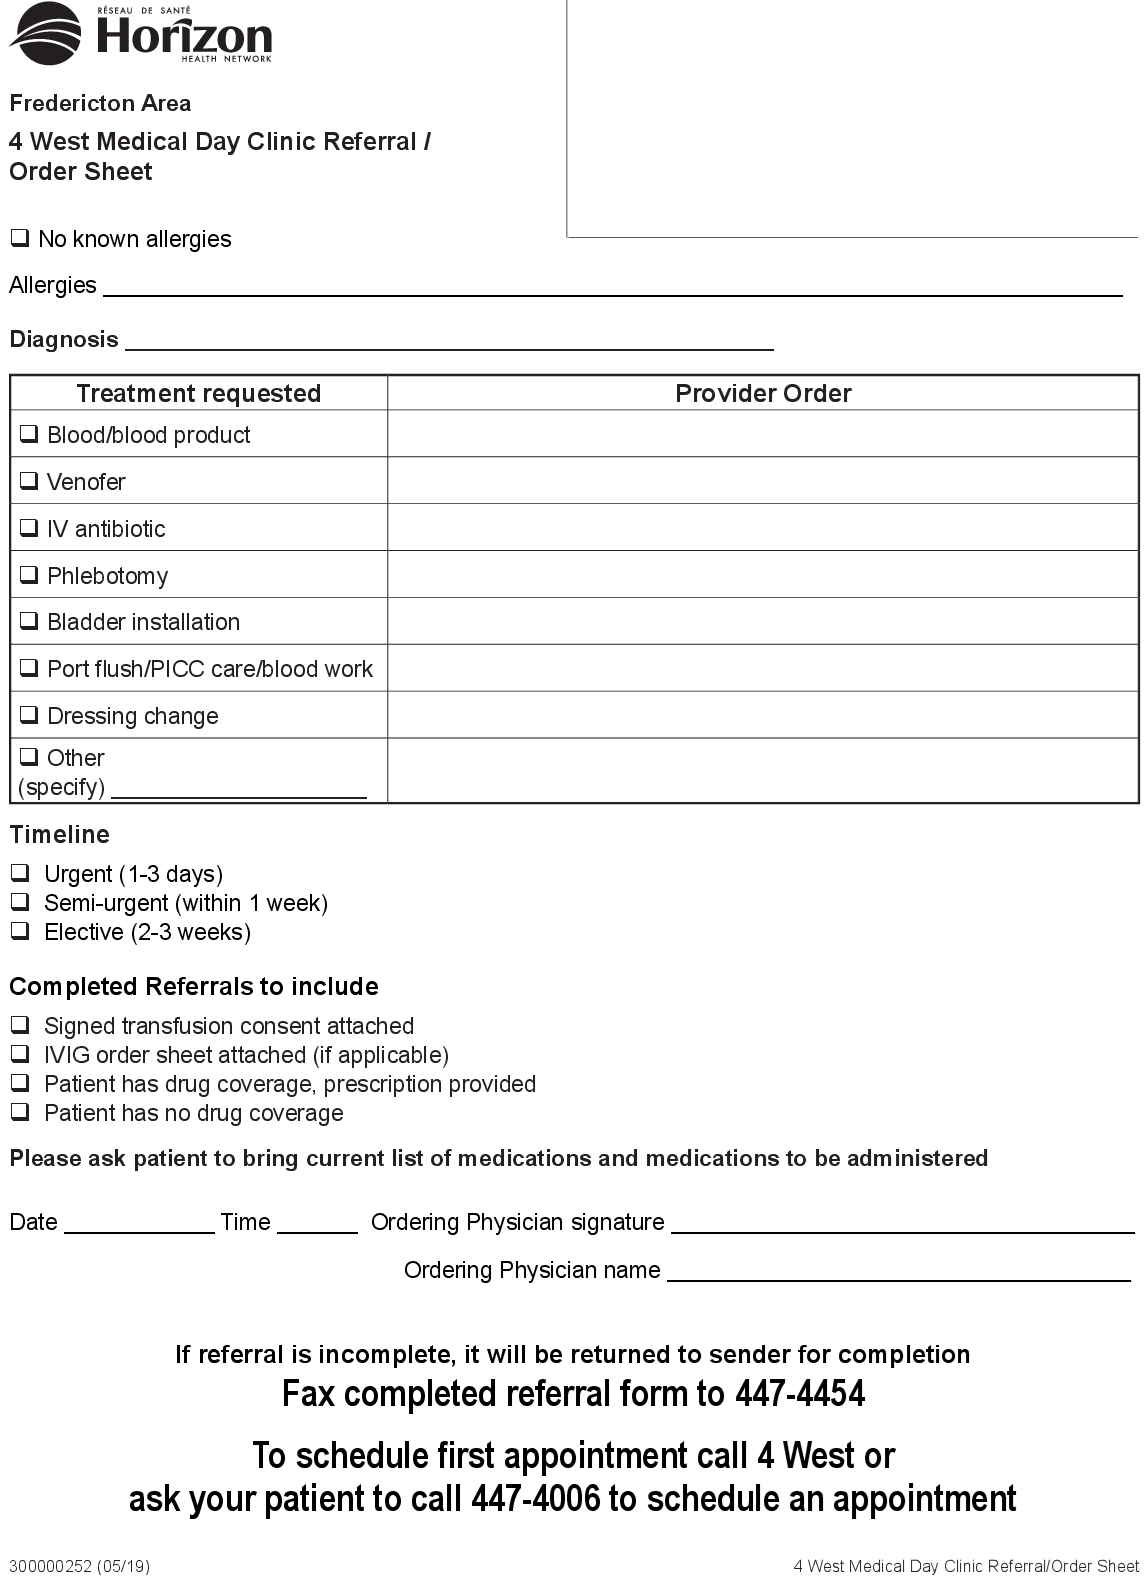 RÉSEAU DE SANTÉ
Horizon
HEALTH NETWORK
Fredericton Area
4 West Medical Day Clinic Referral /
Order Sheet
❑ No known allergies
Allergies
Diagnosis
Treatment requested Provider Order
❑ Blood/blood product
❑ Venofer
❑ IV antibiotic
❑ Phlebotomy
❑ Bladder installation
❑ Port flush/PICC care/blood work
❑ Dressing change
❑ Other
(specify)
Timeline
❑ Urgent (1-3 days)
❑ Semi-urgent (within 1 week)
❑ Elective (2-3 weeks)
Completed Referrals to include
❑ Signed transfusion consent attached
❑ IVIG order sheet attached (if applicable)
❑ Patient has drug coverage, prescription provided
❑ Patient has no drug coverage
Please ask patient to bring current list of medications and medications to be administered
Date Time Ordering Physician signature
Ordering Physician name
If referral is incomplete, it will be returned to sender for completion
Fax completed referral form to 447-4454
To schedule first appointment call 4 West or
ask your patient to call 447-4006 to schedule an appointment
300000252 (05/19) 4 West Medical Day Clinic Referral/Order Sheet